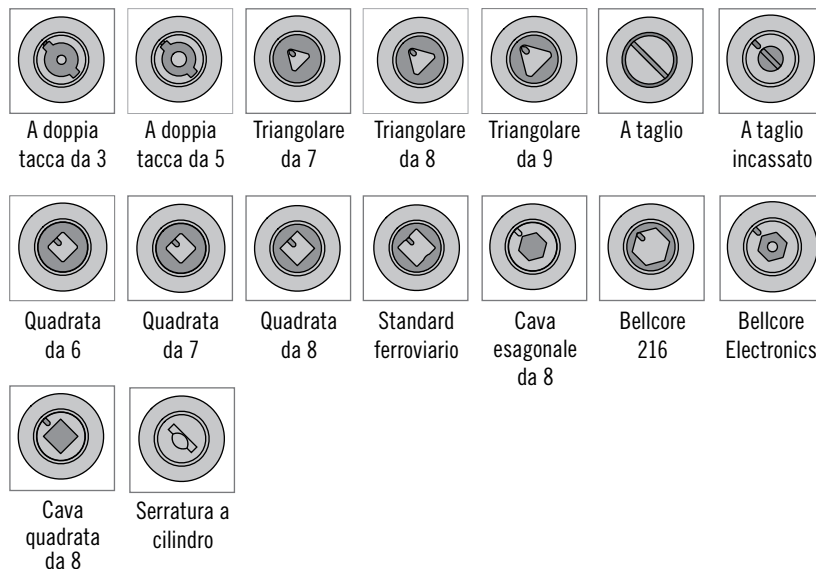 A doppia
tacca da 3
A doppia
tacca da 5
Triangolare
da 7
Triangolare
da 8
Triangolare
da 9
A taglio
A taglio
incassato
Quadrata
da 6
Quadrata
da 7
Quadrata
da 8
Standard
ferroviario
Cava
esagonale
da 8
Bellcore
216
Bellcore
Electronics
Cava
quadrata
da 8
Serratura a
cilindro